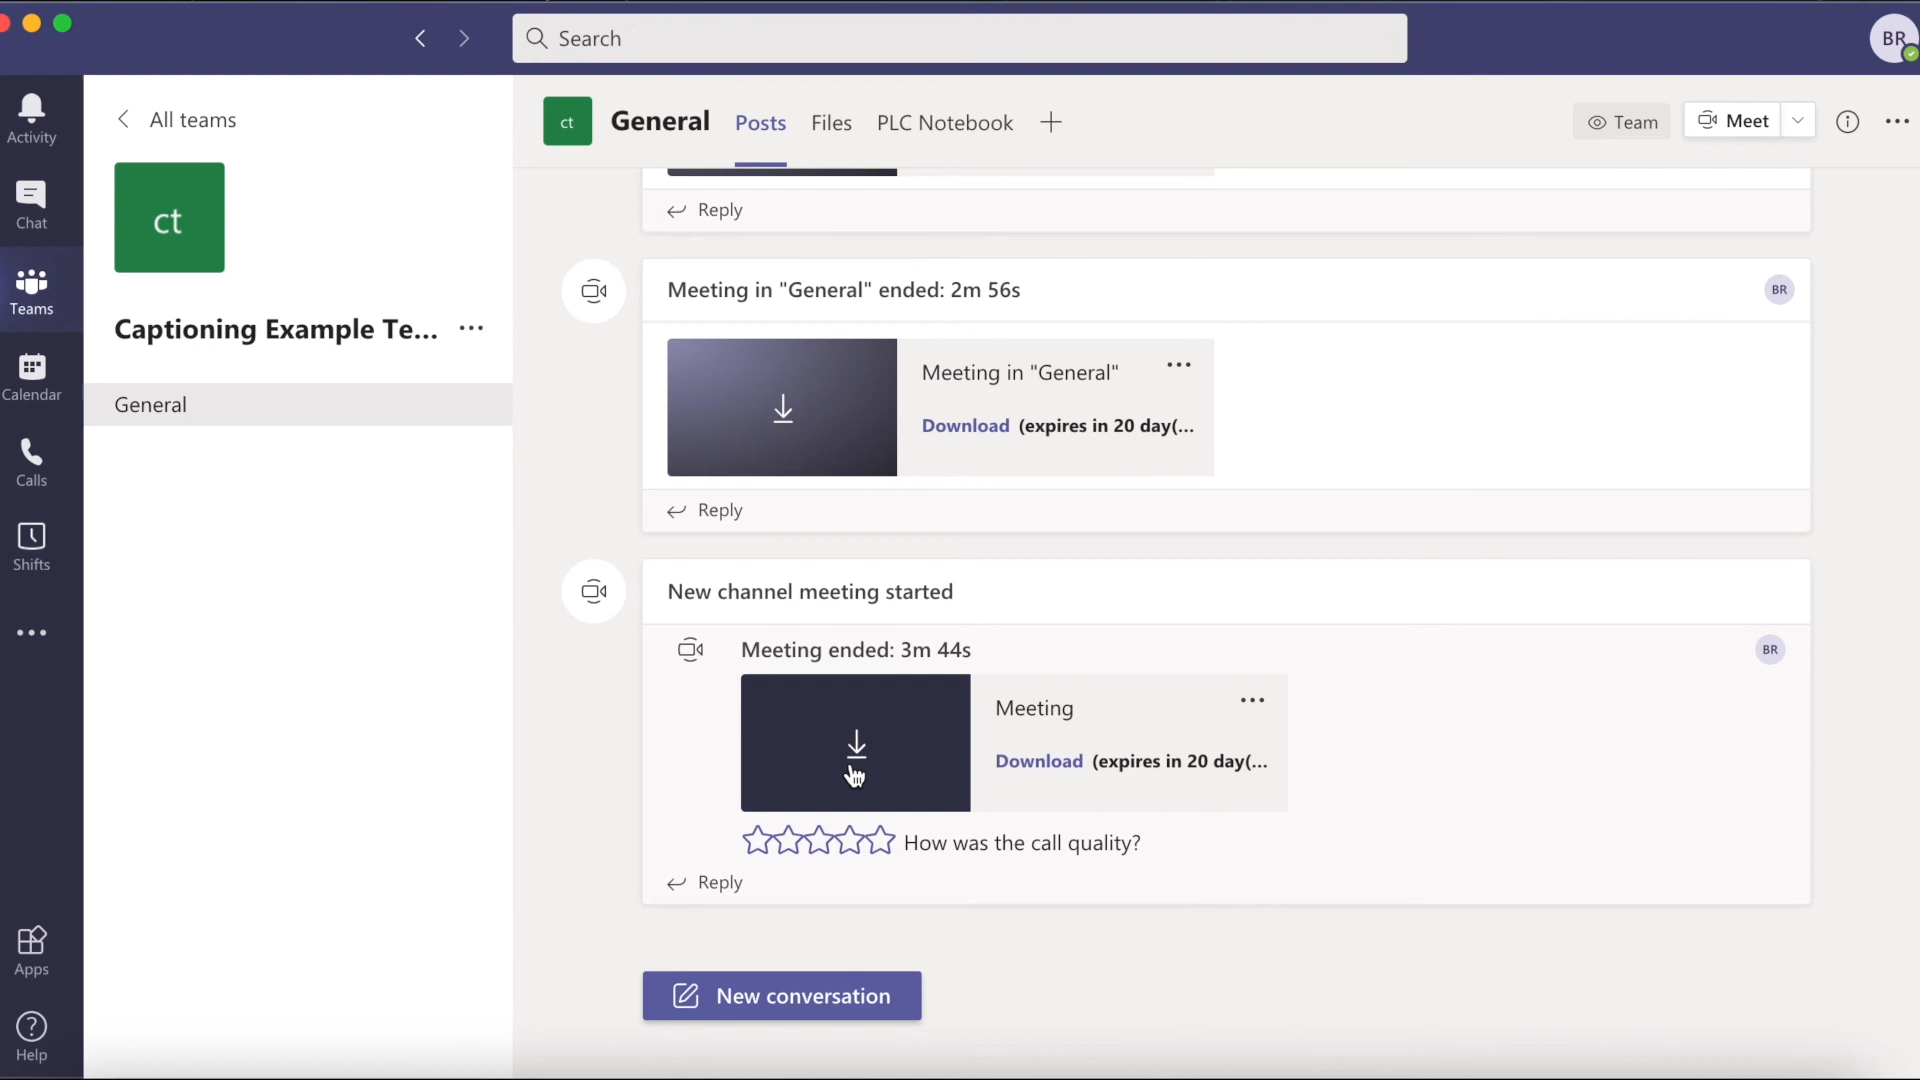 Search
BR
Activity
Chat
Teams
Calendar
Calls
Shifts
Apps
Help
All teams
ct
Captioning Example Te...
General
ct
General
Posts
Files
PLC Notebook
Team
Meet
Reply
Meeting in "General" ended: 2m 56s
BR
Meeting in "General"
Download (expires in 20 day(...
Reply
New channel meeting started
Meeting ended: 3m 44s
BR
Meeting
Download (expires in 20 day(...
How was the call quality?
Reply
New conversation